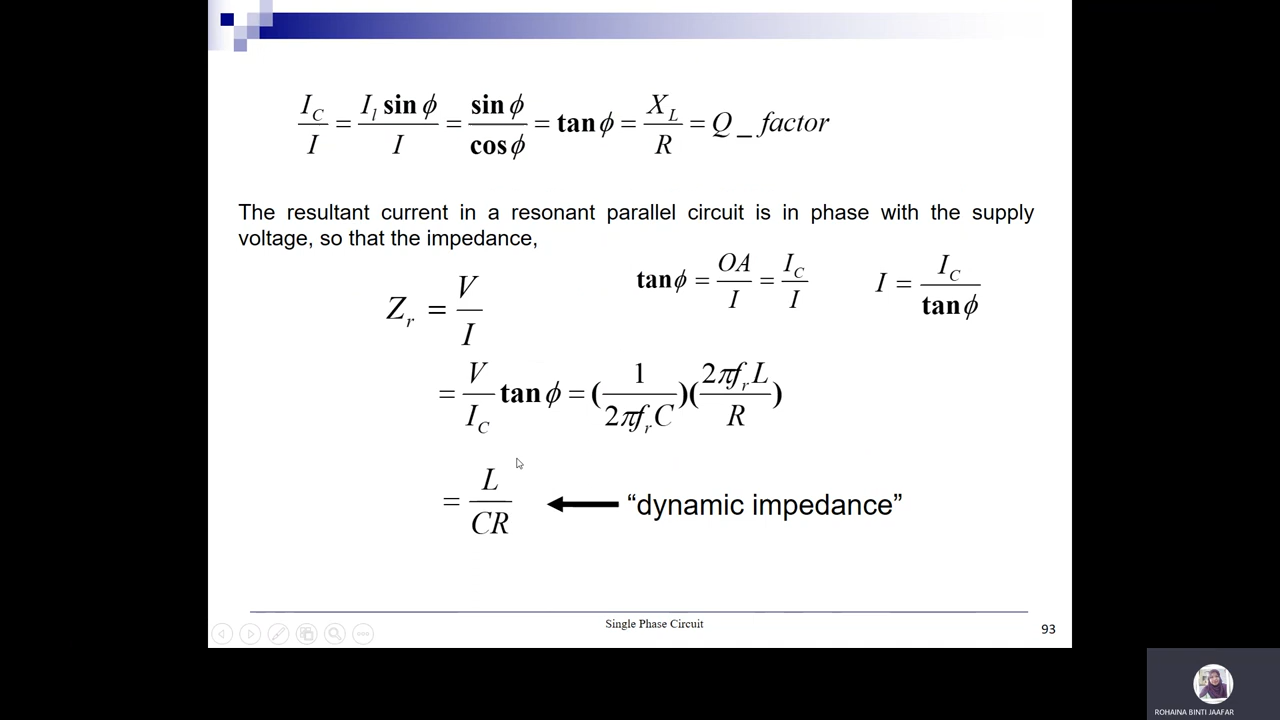 I_C / I = I_l sin ϕ / I = sin ϕ / cos ϕ = tan ϕ = X_L / R = Q _ factor
The resultant current in a resonant parallel circuit is in phase with the supply
voltage, so that the impedance,
tan ϕ = OA / I = I_C / I
I = I_C / tan ϕ
Z_r = V / I
= V / I_C tan ϕ = (1 / 2πf_r C)(2πf_r L / R)
= L / CR
“dynamic impedance”
Single Phase Circuit
93
ROHAINA BINTI JAAFAR